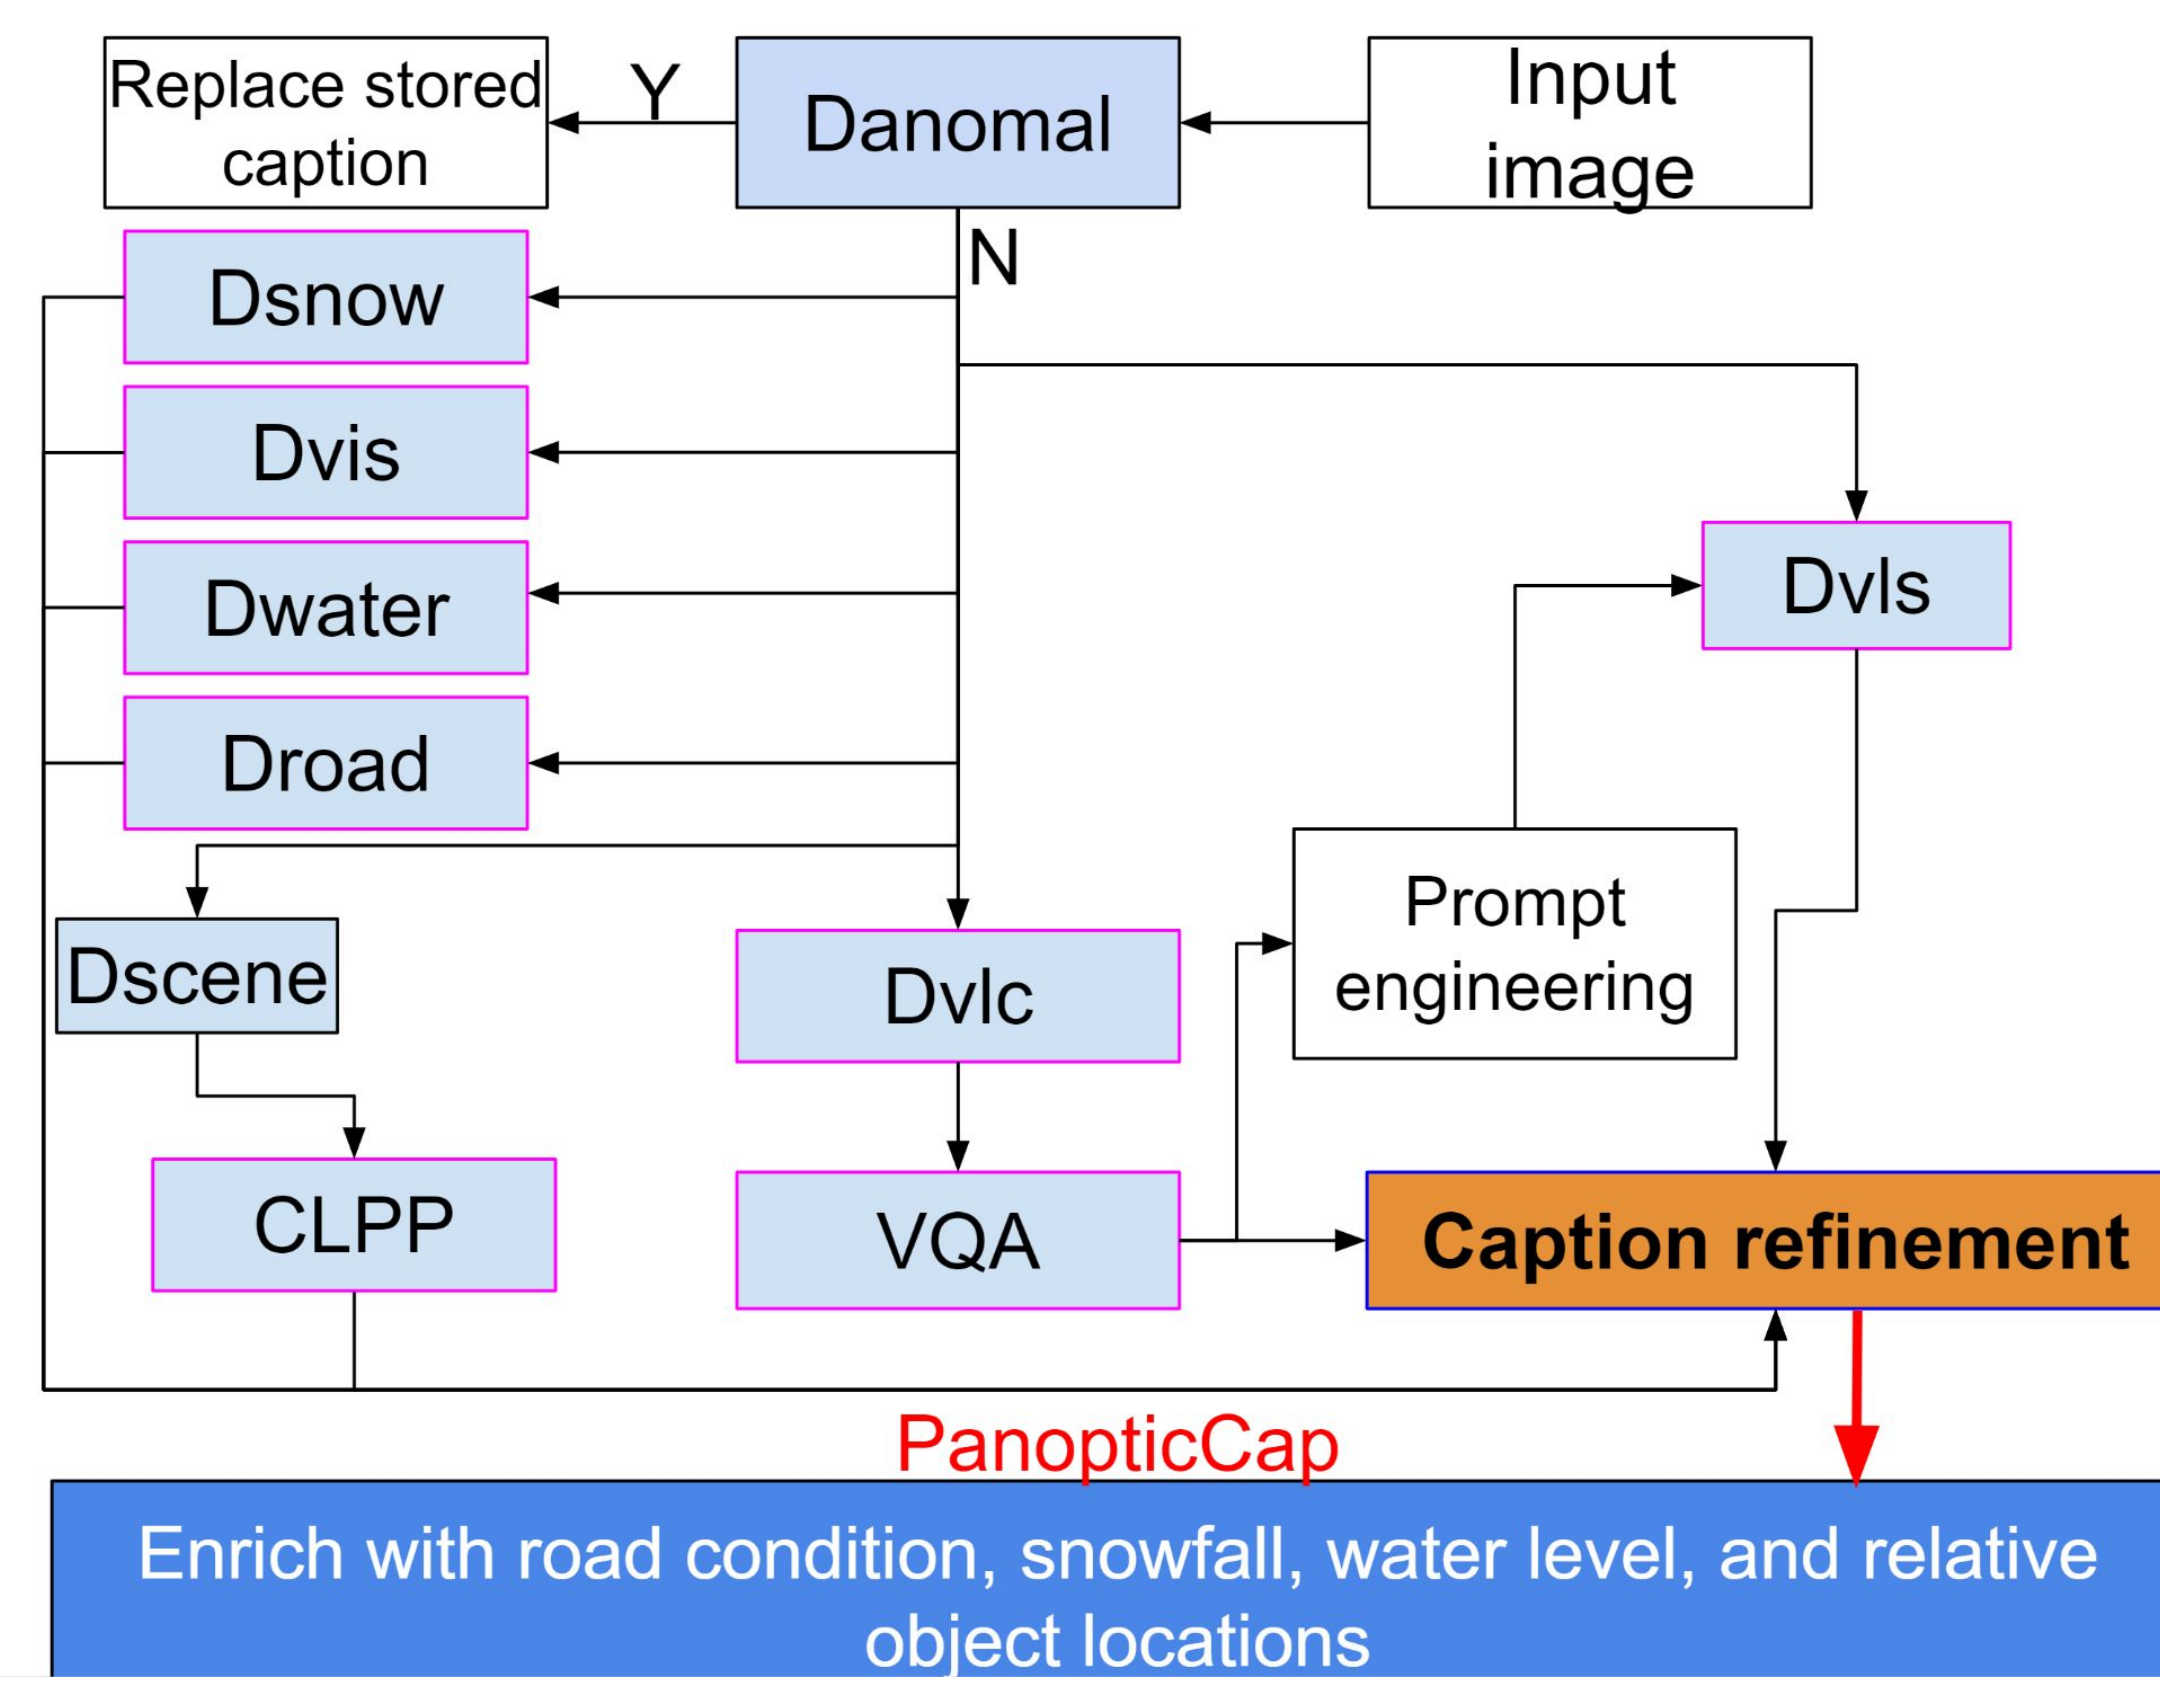 Replace stored
caption
Y
Danomal
Input
image
N
Dsnow
Dvis
Dwater
Droad
Dvls
Dscene
Dvlc
Prompt
engineering
CLPP
VQA
Caption refinement
PanopticCap
Enrich with road condition, snowfall, water level, and relative
object locations